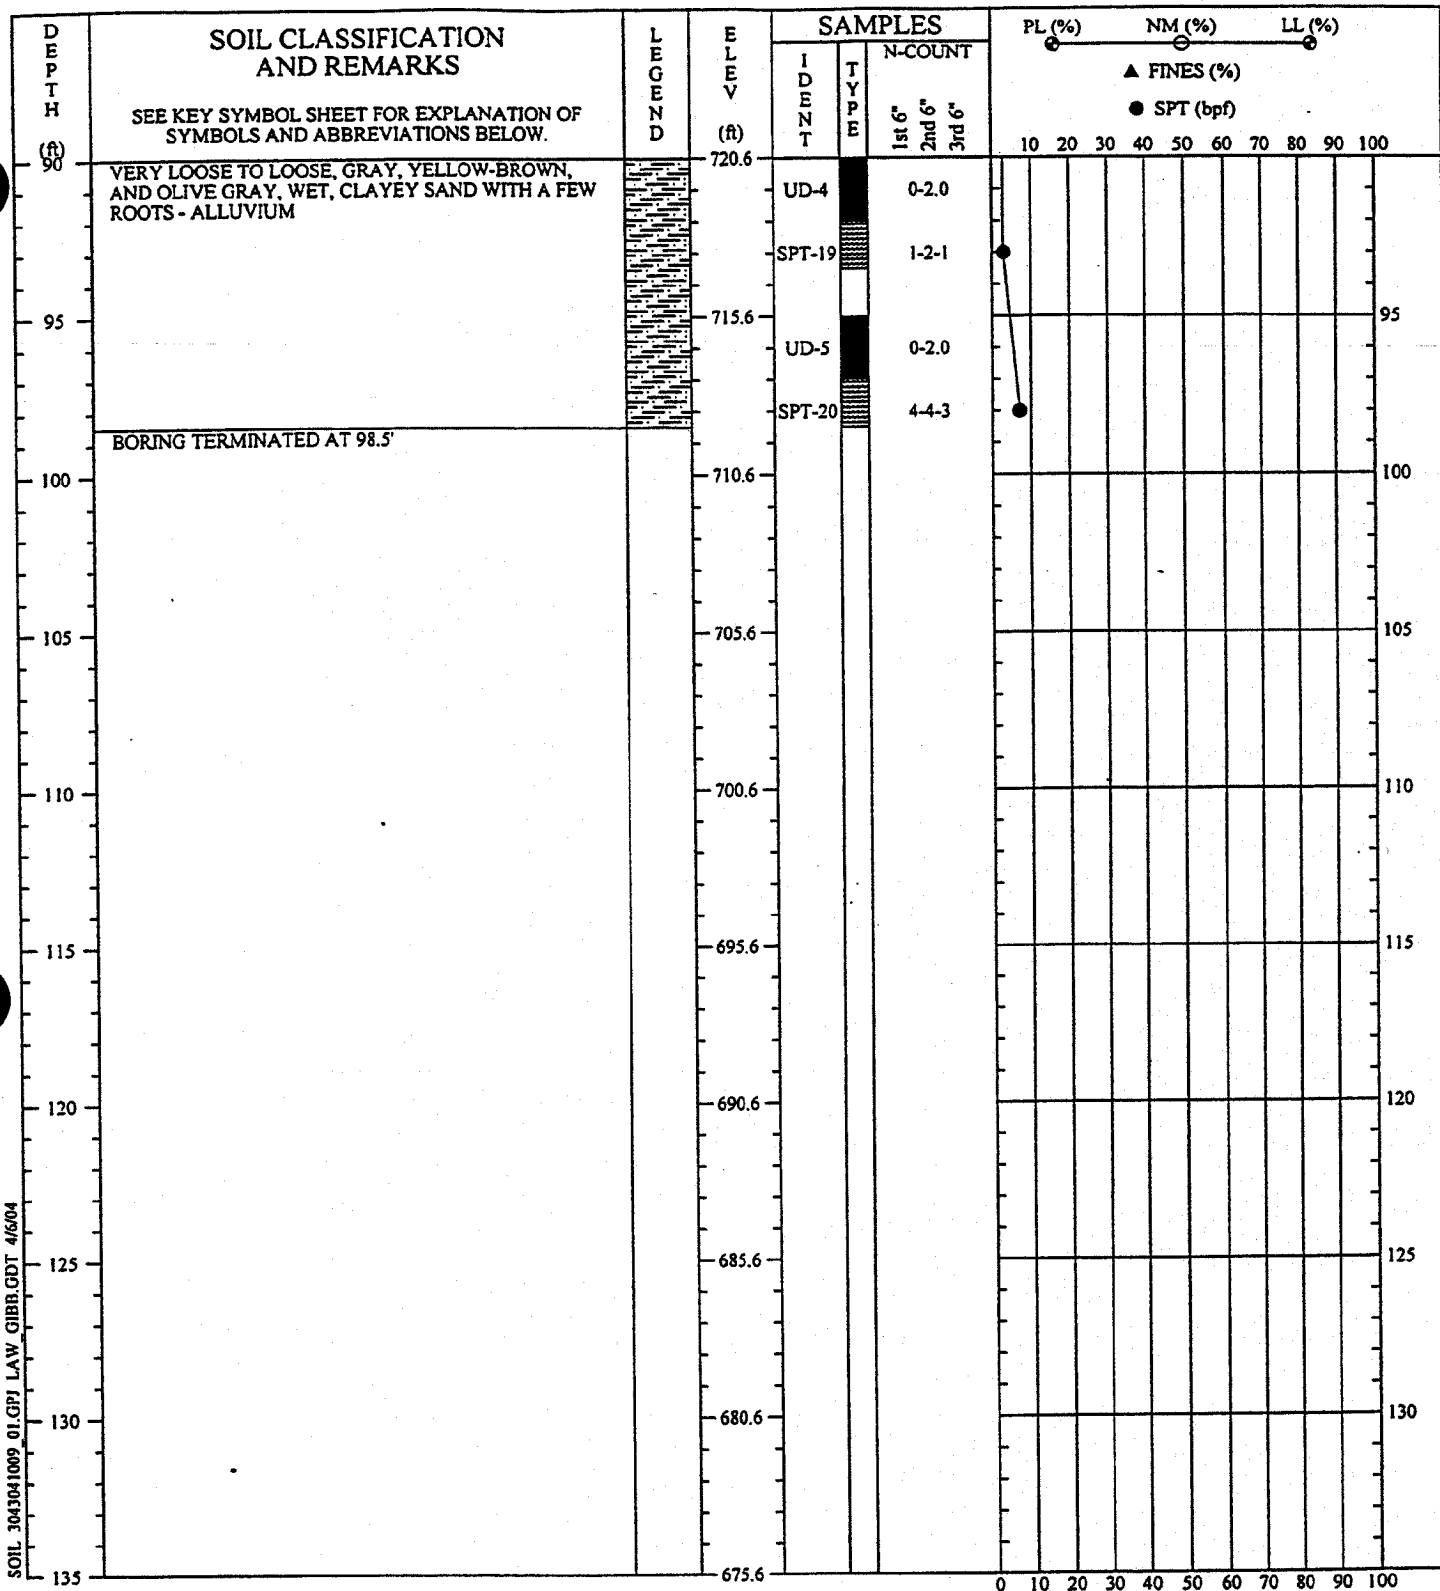 DEPTH (ft)
SOIL CLASSIFICATION
AND REMARKS
SEE KEY SYMBOL SHEET FOR EXPLANATION OF
SYMBOLS AND ABBREVIATIONS BELOW.
LEGEND
ELEV (ft)
SAMPLES
IDENT
TYPE
N-COUNT
1st 6"
2nd 6"
3rd 6"
PL (%) NM (%) LL (%)
▲ FINES (%)
● SPT (bpf)
10 20 30 40 50 60 70 80 90 100
90 720.6
VERY LOOSE TO LOOSE, GRAY, YELLOW-BROWN,
AND OLIVE GRAY, WET, CLAYEY SAND WITH A FEW
ROOTS - ALLUVIUM
UD-4 0-2.0
SPT-19 1-2-1
95 715.6 95
UD-5 0-2.0
SPT-20 4-4-3
BORING TERMINATED AT 98.5'
100 710.6 100
105 705.6 105
110 700.6 110
115 695.6 115
120 690.6 120
125 685.6 125
130 680.6 130
135 675.6
0 10 20 30 40 50 60 70 80 90 100
SOIL 3043041009_01.GPJ LAW_GIBB.GDT 4/6/04